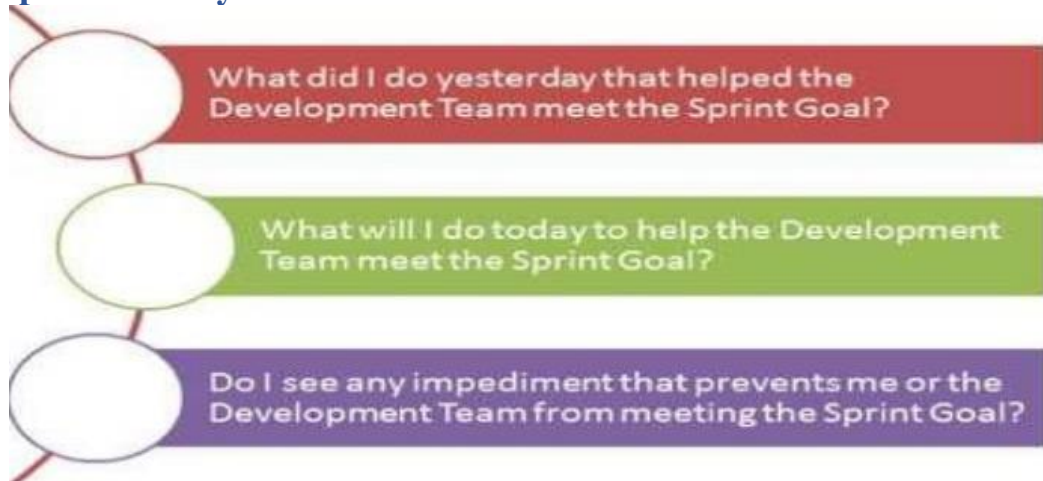 What did I do yesterday that helped the
Development Team meet the Sprint Goal?
What will I do today to help the Development
Team meet the Sprint Goal?
Do I see any impediment that prevents me or the
Development Team from meeting the Sprint Goal?